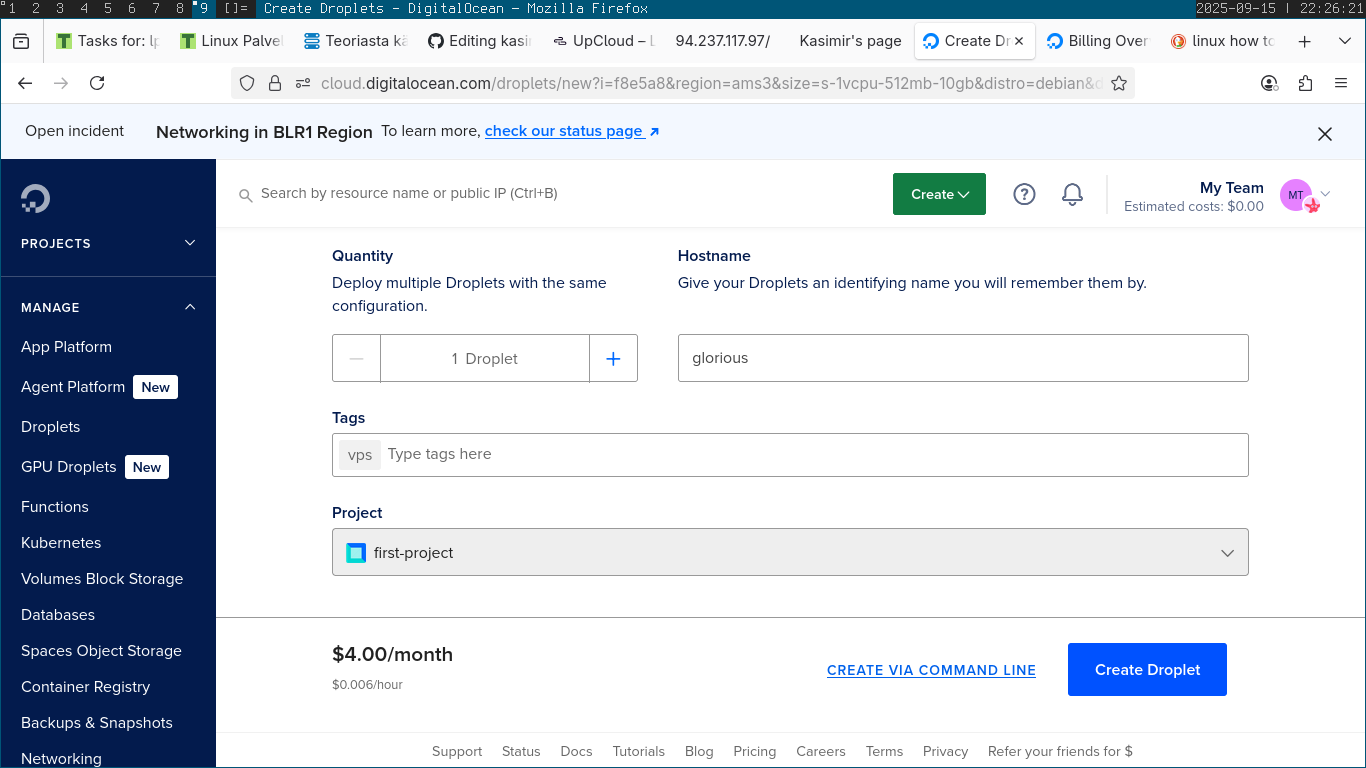 1 2 3 4 5 6 7 8 9 []= Create Droplets - DigitalOcean - Mozilla Firefox 2025-09-15 | 22:26:21
Tasks for: Linux Palve Teoriasta Editing kasi UpCloud – 94.237.117.97/ Kasimir's page Create Dr Billing Over linux how to
cloud.digitalocean.com/droplets/new?i=f8e5a8&region=ams3&size=s-1vcpu-512mb-10gb&distro=debian&d
Open incident Networking in BLR1 Region To learn more, check our status page
Search by resource name or public IP (Ctrl+B)
Create
My Team
Estimated costs: $0.00
MT
PROJECTS
MANAGE
App Platform
Agent Platform New
Droplets
GPU Droplets New
Functions
Kubernetes
Volumes Block Storage
Databases
Spaces Object Storage
Container Registry
Backups & Snapshots
Networking
Quantity
Deploy multiple Droplets with the same
configuration.
1 Droplet
Hostname
Give your Droplets an identifying name you will remember them by.
glorious
Tags
vps Type tags here
Project
first-project
$4.00/month
$0.006/hour
CREATE VIA COMMAND LINE
Create Droplet
Support Status Docs Tutorials Blog Pricing Careers Terms Privacy Refer your friends for $